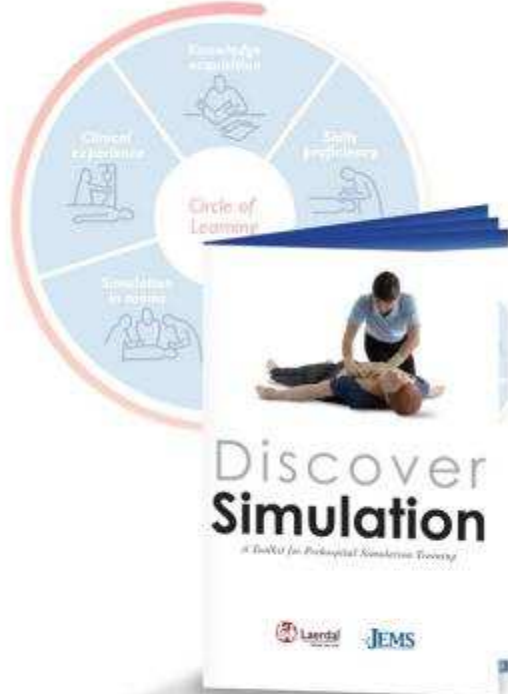 Knowledge
acquisition
Clinical
experience
Skills
proficiency
Circle of
Learning
Simulation
in teams
Discover
Simulation
A Toolkit for Prehospital Simulation Training
Laerdal
JEMS